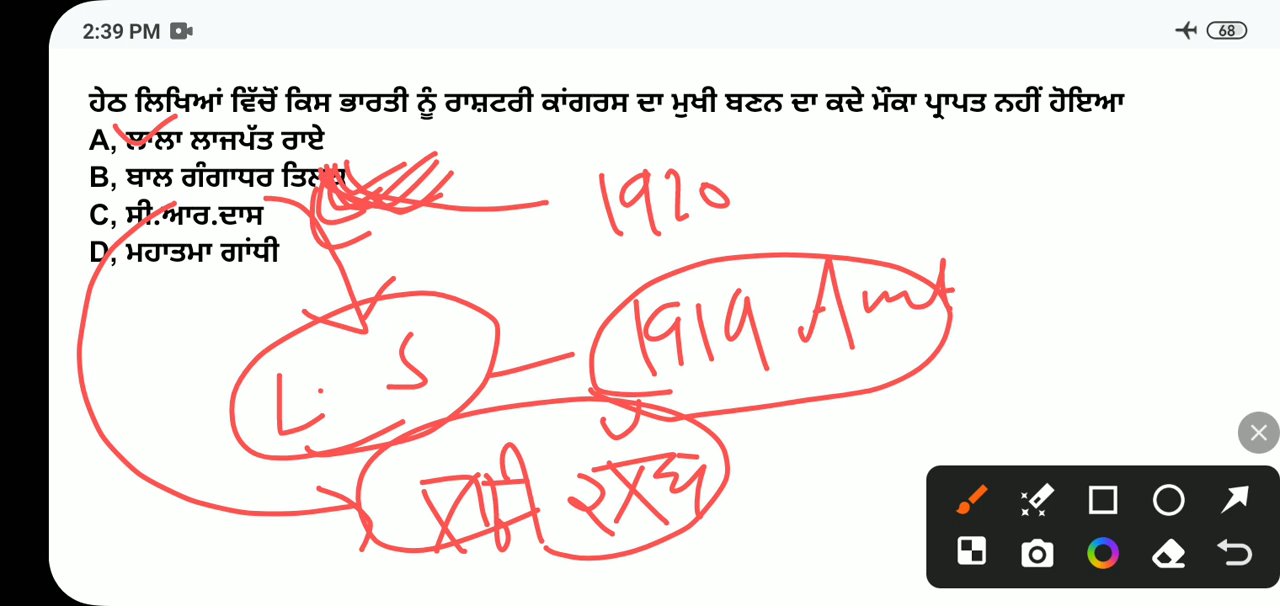 2:39 PM
68
ਹੇਠ ਲਿਖਿਆਂ ਵਿੱਚੋਂ ਕਿਸ ਭਾਰਤੀ ਨੂੰ ਰਾਸ਼ਟਰੀ ਕਾਂਗਰਸ ਦਾ ਮੁਖੀ ਬਣਨ ਦਾ ਕਦੇ ਮੌਕਾ ਪ੍ਰਾਪਤ ਨਹੀਂ ਹੋਇਆ
A, ਲਾਲਾ ਲਾਜਪੱਤ ਰਾਏ
B, ਬਾਲ ਗੰਗਾਧਰ ਤਿਲਕ
1920
C, ਸੀ.ਆਰ.ਦਾਸ
D, ਮਹਾਤਮਾ ਗਾਂਧੀ
1919
L. S